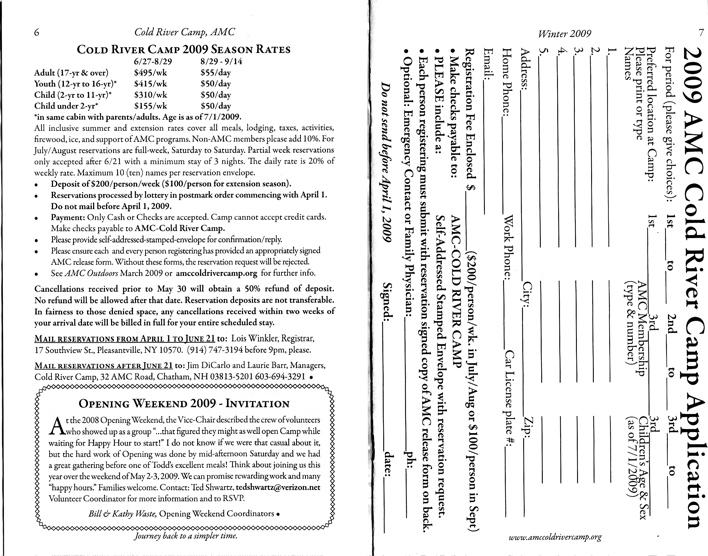 6
Cold River Camp, AMC
COLD RIVER CAMP 2009 SEASON RATES
6/27-8/29 8/29 - 9/14
Adult (17-yr & over) $495/wk $55/day
Youth (12-yr to 16-yr)* $415/wk $50/day
Child (2-yr to 11-yr)* $310/wk $50/day
Child under 2-yr* $155/wk $50/day
*in same cabin with parents/adults. Age is as of 7/1/2009.
All inclusive summer and extension rates cover all meals, lodging, taxes, activities,
firewood, ice, and support of AMC programs. Non-AMC members please add 10%. For
July/August reservations are full-week, Saturday to Saturday. Partial week reservations
only accepted after 6/21 with a minimum stay of 3 nights. The daily rate is 20% of
weekly rate. Maximum 10 (ten) names per reservation envelope.
• Deposit of $200/person/week ($100/person for extension season).
• Reservations processed by lottery in postmark order commencing with April 1.
Do not mail before April 1, 2009.
• Payment: Only Cash or Checks are accepted. Camp cannot accept credit cards.
Make checks payable to AMC-Cold River Camp.
• Please provide self-addressed-stamped-envelope for confirmation/reply.
• Please ensure each and every person registering has provided an appropriately signed
AMC release form. Without these forms, the reservation request will be rejected.
• See AMC Outdoors March 2009 or amccoldrivercamp.org for further info.
Cancellations received prior to May 30 will obtain a 50% refund of deposit.
No refund will be allowed after that date. Reservation deposits are not transferable.
In fairness to those denied space, any cancellations received within two weeks of
your arrival date will be billed in full for your entire scheduled stay.
MAIL RESERVATIONS FROM APRIL 1 TO JUNE 21 to: Lois Winkler, Registrar,
17 Southview St., Pleasantville, NY 10570. (914) 747-3194 before 9pm, please.
MAIL RESERVATIONS AFTER JUNE 21 to: Jim DiCarlo and Laurie Barr, Managers,
Cold River Camp, 32 AMC Road, Chatham, NH 03813-5201 603-694-3291 •
OPENING WEEKEND 2009 - INVITATION
At the 2008 Opening Weekend, the Vice-Chair described the crew of volunteers
who showed up as a group "...that figured they might as well open Camp while
waiting for Happy Hour to start!" I do not know if we were that casual about it,
but the hard work of Opening was done by mid-afternoon Saturday and we had
a great gathering before one of Todd's excellent meals! Think about joining us this
year over the weekend of May 2-3, 2009. We can promise rewarding work and many
"happy hours." Families welcome. Contact: Ted Shwartz, tedshwartz@verizon.net
Volunteer Coordinator for more information and to RSVP.
Bill & Kathy Waste, Opening Weekend Coordinators •
Journey back to a simpler time.
Winter 2009
7
2009 AMC Cold River Camp Application
For period (please give choices): 1st to 2nd to 3rd to
Preferred location at Camp: 1st 3rd 3rd
Please print or type AMC Membership Children's Age & Sex
Names (type & number) (as of 7/1/2009)
1.
2.
3.
4.
5.
Address: City: Zip:
Home Phone: Work Phone: Car License plate #:
Email:
Registration Fee Enclosed $ ($200/person/wk. in July/Aug or $100/person in Sept)
• Make checks payable to: AMC-COLD RIVER CAMP
• PLEASE include a: Self-Addressed Stamped Envelope with reservation request.
• Each person registering must submit with reservation signed copy of AMC release form on back.
• Optional: Emergency Contact or Family Physician: ph:
Do not send before April 1, 2009 Signed: date:
www.amccoldrivercamp.org